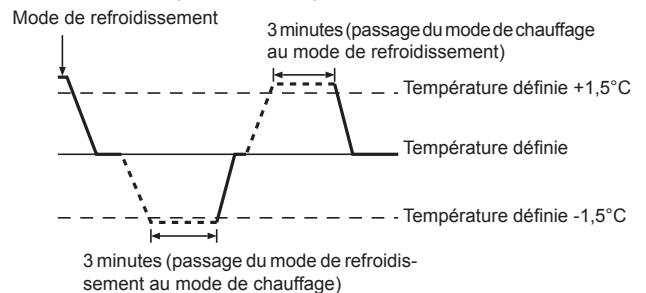 Mode de refroidissement
3 minutes (passage du mode de chauffage
au mode de refroidissement)
Température définie +1,5°C
Température définie
Température définie -1,5°C
3 minutes (passage du mode de refroidis-
sement au mode de chauffage)